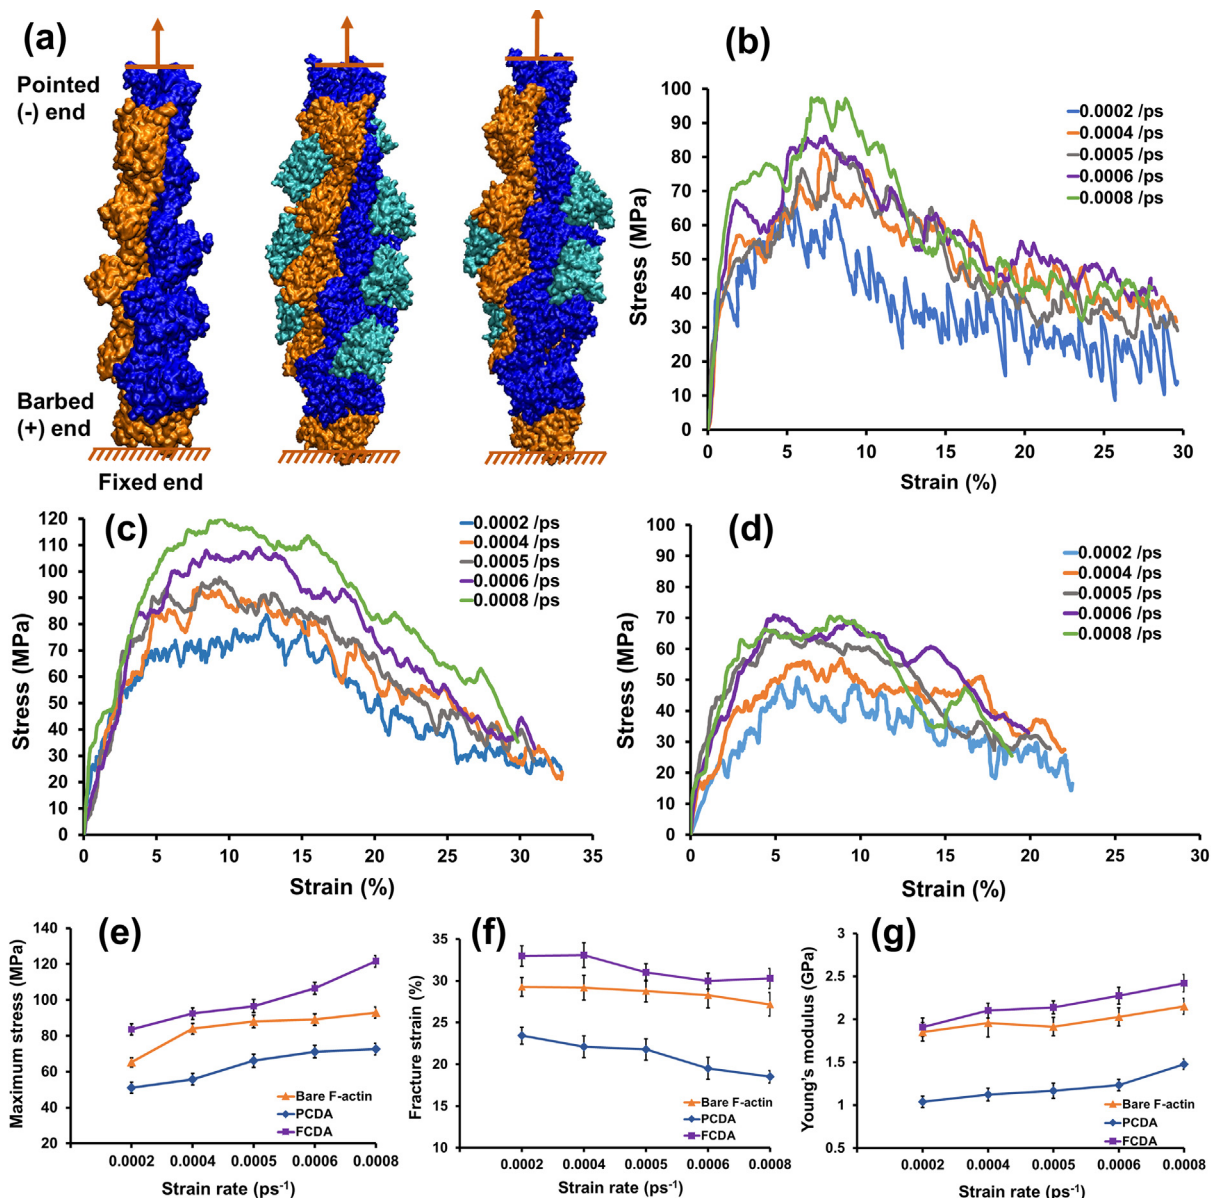 (a)
Pointed
(-) end
Barbed
(+) end
Fixed end
(b)
100
90
80
70
60
50
40
30
20
10
0
Stress (MPa)
0 5 10 15 20 25 30
Strain (%)
0.0002 /ps
0.0004 /ps
0.0005 /ps
0.0006 /ps
0.0008 /ps
(c)
120
110
100
90
80
70
60
50
40
30
20
10
0
Stress (MPa)
0 5 10 15 20 25 30 35
Strain (%)
0.0002 /ps
0.0004 /ps
0.0005 /ps
0.0006 /ps
0.0008 /ps
(d)
100
90
80
70
60
50
40
30
20
10
0
Stress (MPa)
0 5 10 15 20 25 30
Strain (%)
0.0002 /ps
0.0004 /ps
0.0005 /ps
0.0006 /ps
0.0008 /ps
(e)
140
120
100
80
60
40
20
Maximum stress (MPa)
Bare F-actin
PCDA
FCDA
0.0002 0.0004 0.0005 0.0006 0.0008
Strain rate (ps-1)
(f)
35
30
25
20
15
10
Fracture strain (%)
Bare F-actin
PCDA
FCDA
0.0002 0.0004 0.0005 0.0006 0.0008
Strain rate (ps-1)
(g)
3
2.5
2
1.5
1
0.5
Young's modulus (GPa)
Bare F-actin
PCDA
FCDA
0.0002 0.0004 0.0005 0.0006 0.0008
Strain rate (ps-1)